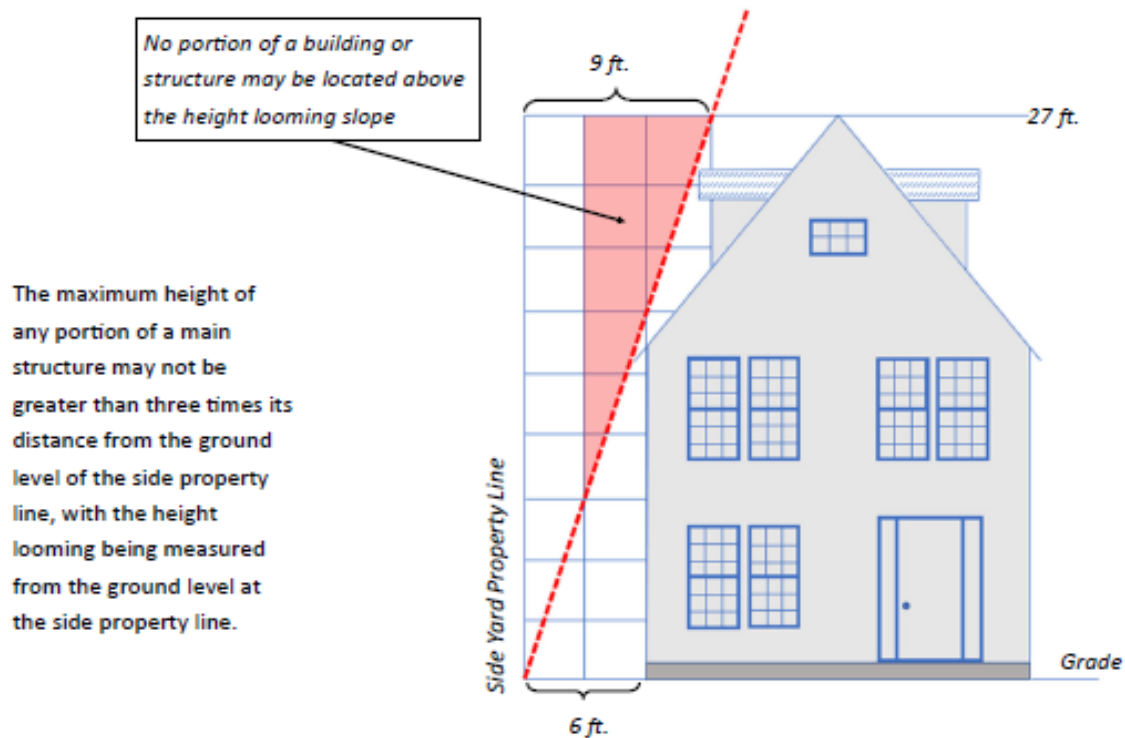 No portion of a building or
structure may be located above
the height looming slope
9 ft.
27 ft.
The maximum height of
any portion of a main
structure may not be
greater than three times its
distance from the ground
level of the side property
line, with the height
looming being measured
from the ground level at
the side property line.
Side Yard Property Line
Grade
6 ft.